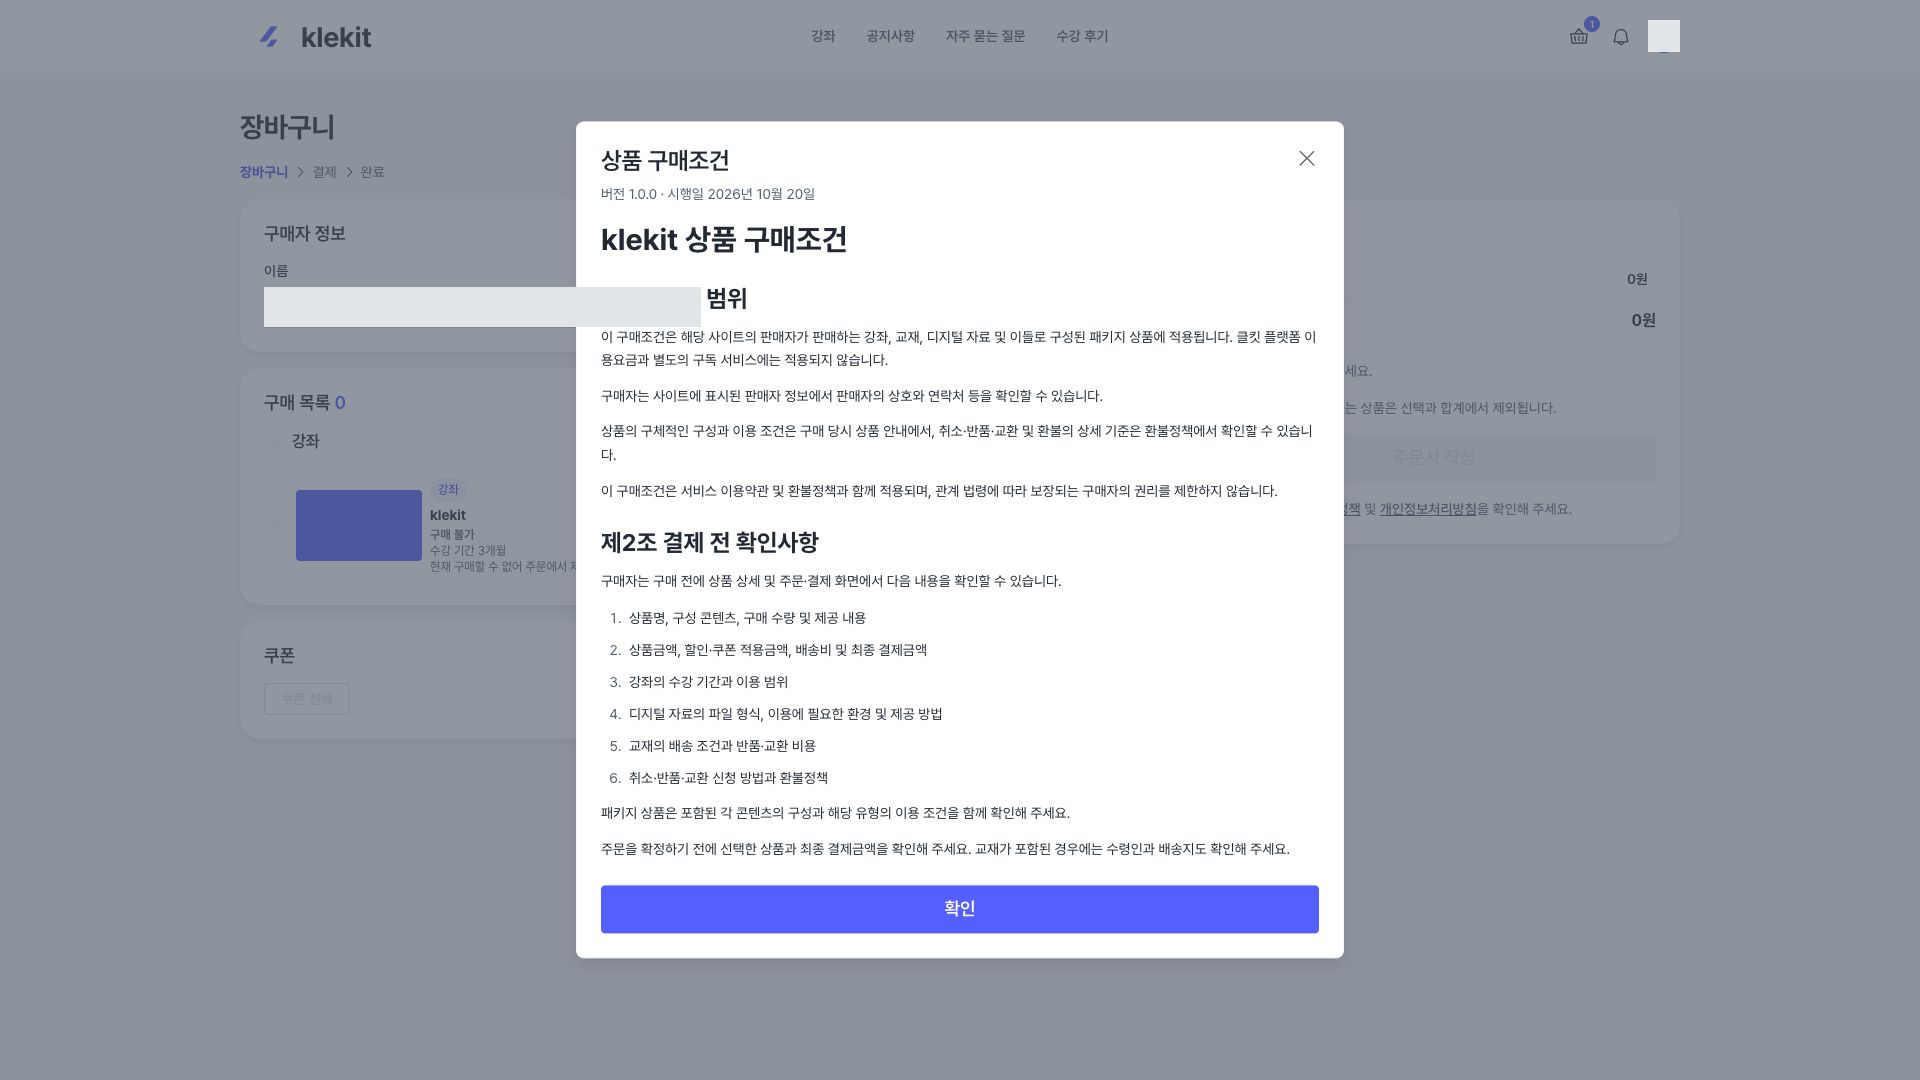 klekit
강좌
공지사항
자주 묻는 질문
수강 후기
1
장바구니
장바구니 > 결제 > 완료
구매자 정보
이름
구매 목록 0
강좌
강좌
klekit
구매 불가
수강 기간 3개월
현재 구매할 수 없어 주문에서
쿠폰
쿠폰 선택
상품 구매조건
버전 1.0.0 · 시행일 2026년 10월 20일
klekit 상품 구매조건
범위
이 구매조건은 해당 사이트의 판매자가 판매하는 강좌, 교재, 디지털 자료 및 이들로 구성된 패키지 상품에 적용됩니다. 클킷 플랫폼 이
용요금과 별도의 구독 서비스에는 적용되지 않습니다.
구매자는 사이트에 표시된 판매자 정보에서 판매자의 상호와 연락처 등을 확인할 수 있습니다.
상품의 구체적인 구성과 이용 조건은 구매 당시 상품 안내에서, 취소·반품·교환 및 환불의 상세 기준은 환불정책에서 확인할 수 있습니
다.
이 구매조건은 서비스 이용약관 및 환불정책과 함께 적용되며, 관계 법령에 따라 보장되는 구매자의 권리를 제한하지 않습니다.
제2조 결제 전 확인사항
구매자는 구매 전에 상품 상세 및 주문·결제 화면에서 다음 내용을 확인할 수 있습니다.
1. 상품명, 구성 콘텐츠, 구매 수량 및 제공 내용
2. 상품금액, 할인·쿠폰 적용금액, 배송비 및 최종 결제금액
3. 강좌의 수강 기간과 이용 범위
4. 디지털 자료의 파일 형식, 이용에 필요한 환경 및 제공 방법
5. 교재의 배송 조건과 반품·교환 비용
6. 취소·반품·교환 신청 방법과 환불정책
패키지 상품은 포함된 각 콘텐츠의 구성과 해당 유형의 이용 조건을 함께 확인해 주세요.
주문을 확정하기 전에 선택한 상품과 최종 결제금액을 확인해 주세요. 교재가 포함된 경우에는 수령인과 배송지도 확인해 주세요.
확인
0원
0원
세요.
는 상품은 선택과 합계에서 제외됩니다.
주문서 작성
책 및 개인정보처리방침을 확인해 주세요.